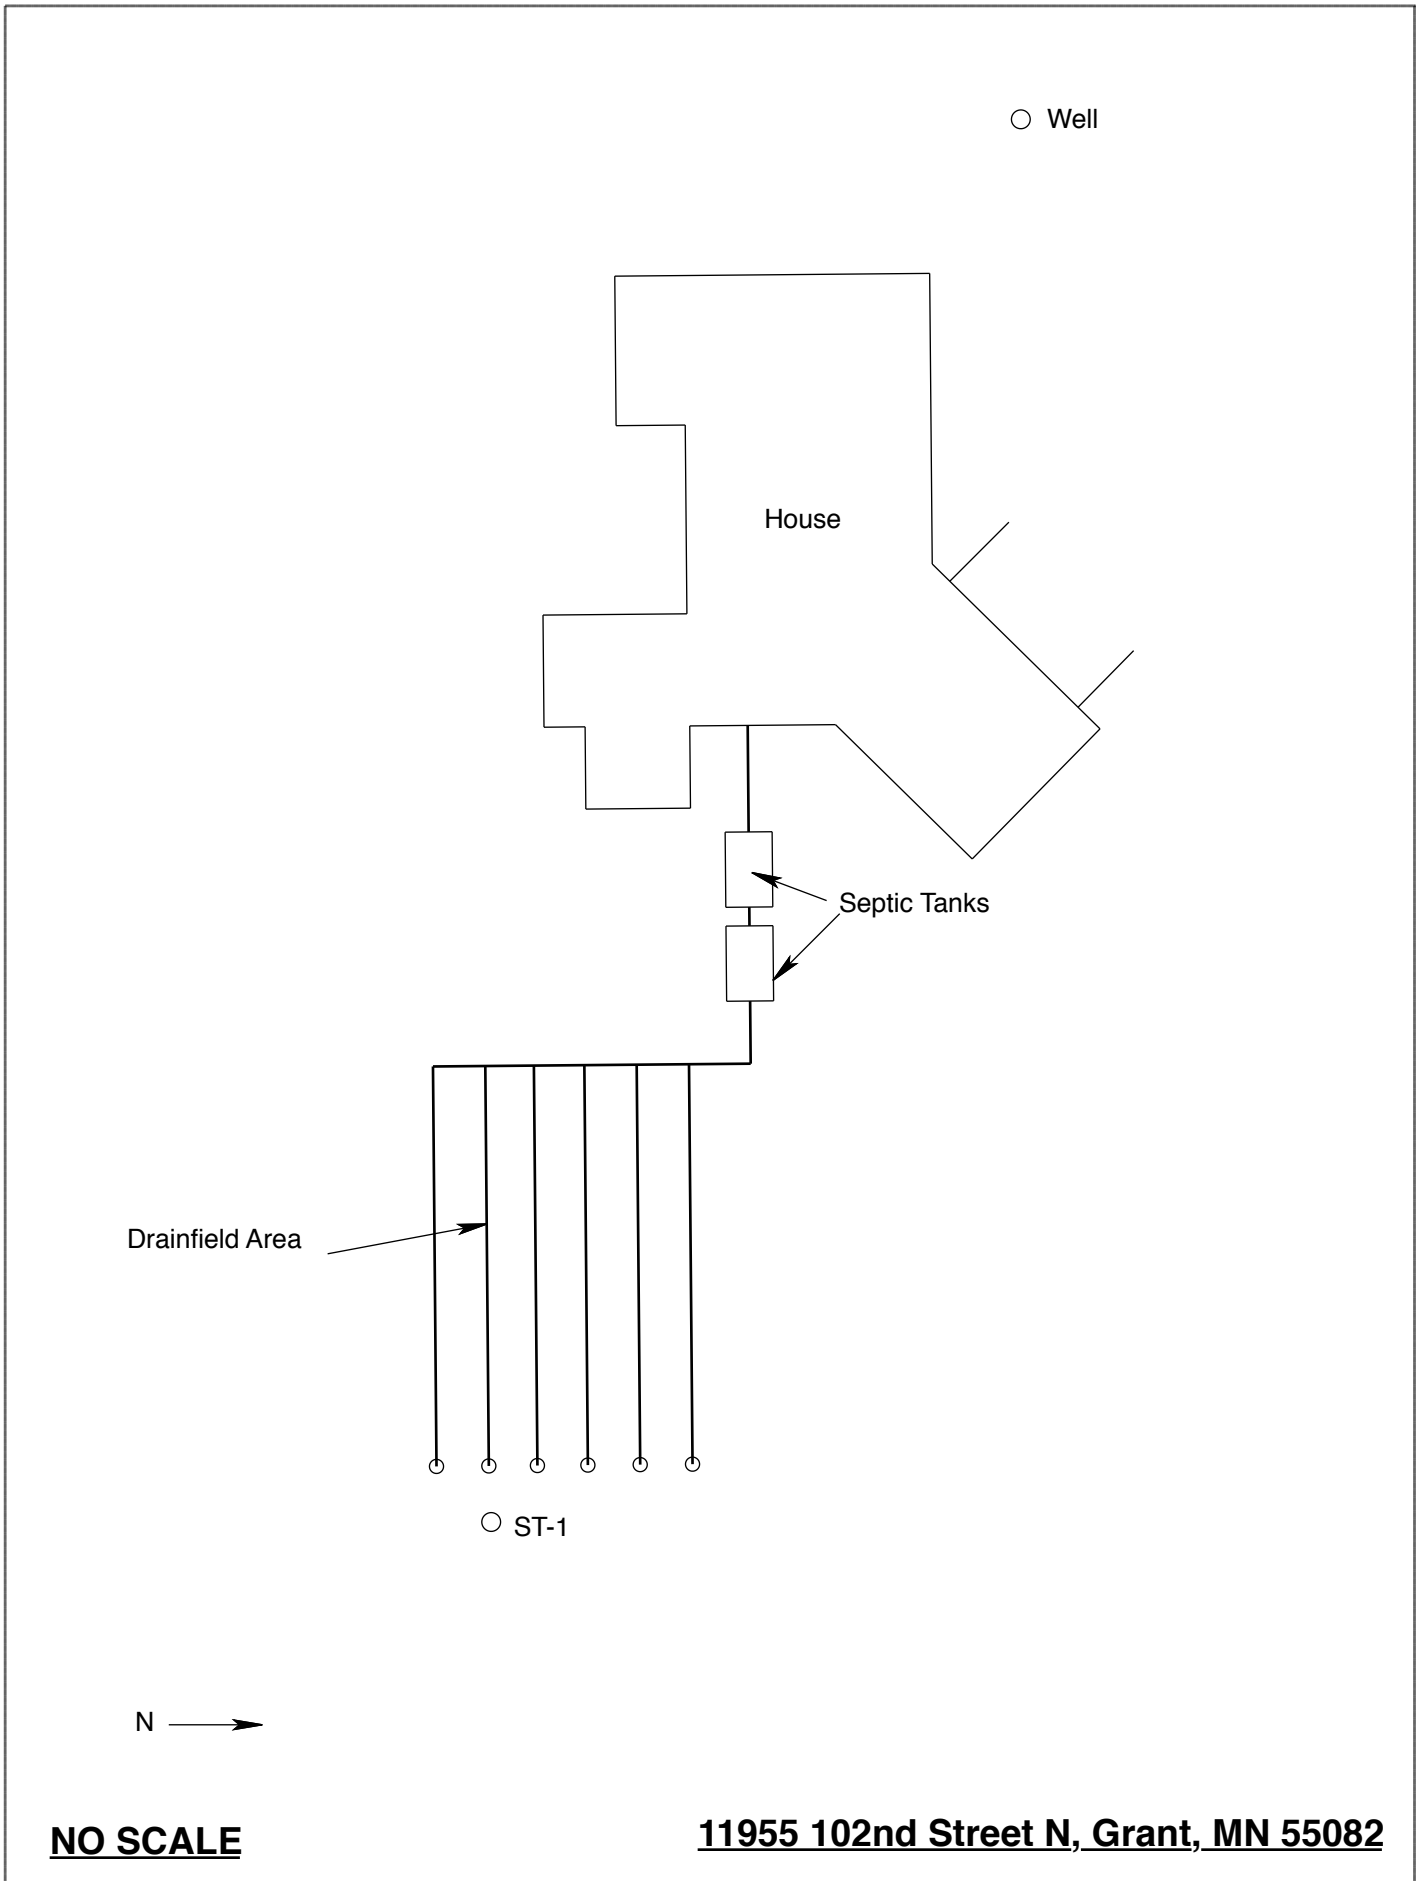 Well
House
Septic Tanks
Drainfield Area
ST-1
N
NO SCALE
11955 102nd Street N, Grant, MN 55082